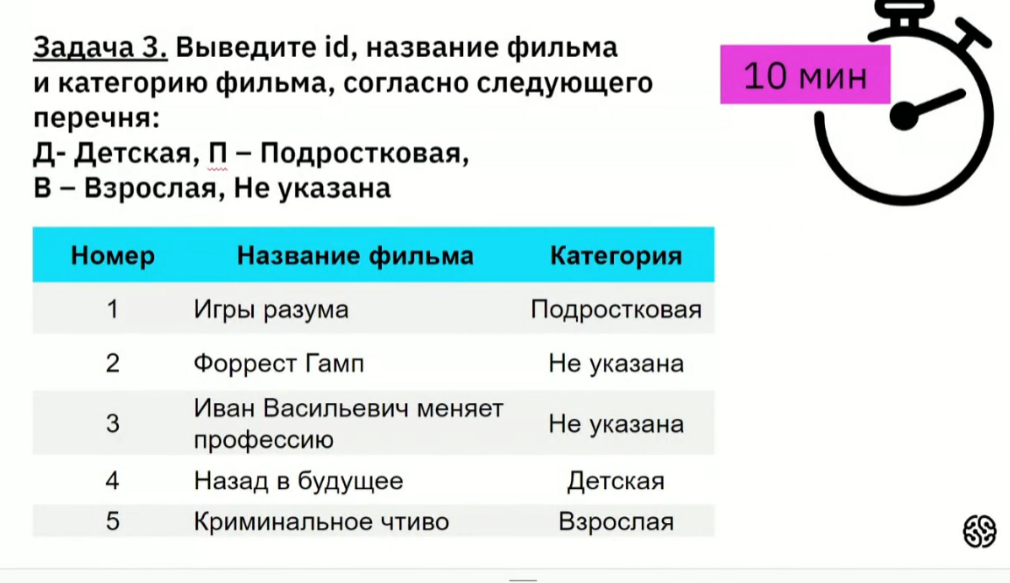 Задача 3. Выведите id, название фильма
и категорию фильма, согласно следующего
перечня:
Д- Детская, П – Подростковая,
В – Взрослая, Не указана
10 мин
Номер Название фильма Категория
1 Игры разума Подростковая
2 Форрест Гамп Не указана
3 Иван Васильевич меняет
профессию Не указана
4 Назад в будущее Детская
5 Криминальное чтиво Взрослая